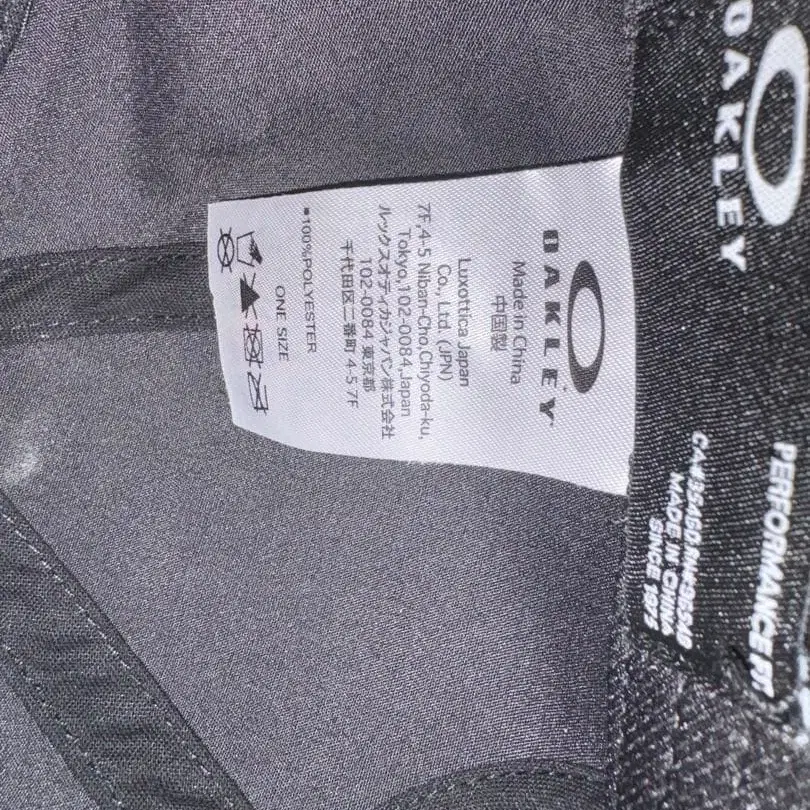 OAKLEY
Made in China
中国製
Luxottica Japan
Co., Ltd. (JPN)
7F,4-5 Niban-Cho,Chiyoda-ku,
Tokyo,102-0084,Japan
ルックスオティカジャパン株式会社
102-0084 東京都
千代田区二番町 4-5 7F
■100%POLYESTER
ONE SIZE
OAKLEY
PERFORMANCE FIT
MADE IN CHINA
SINCE 1975